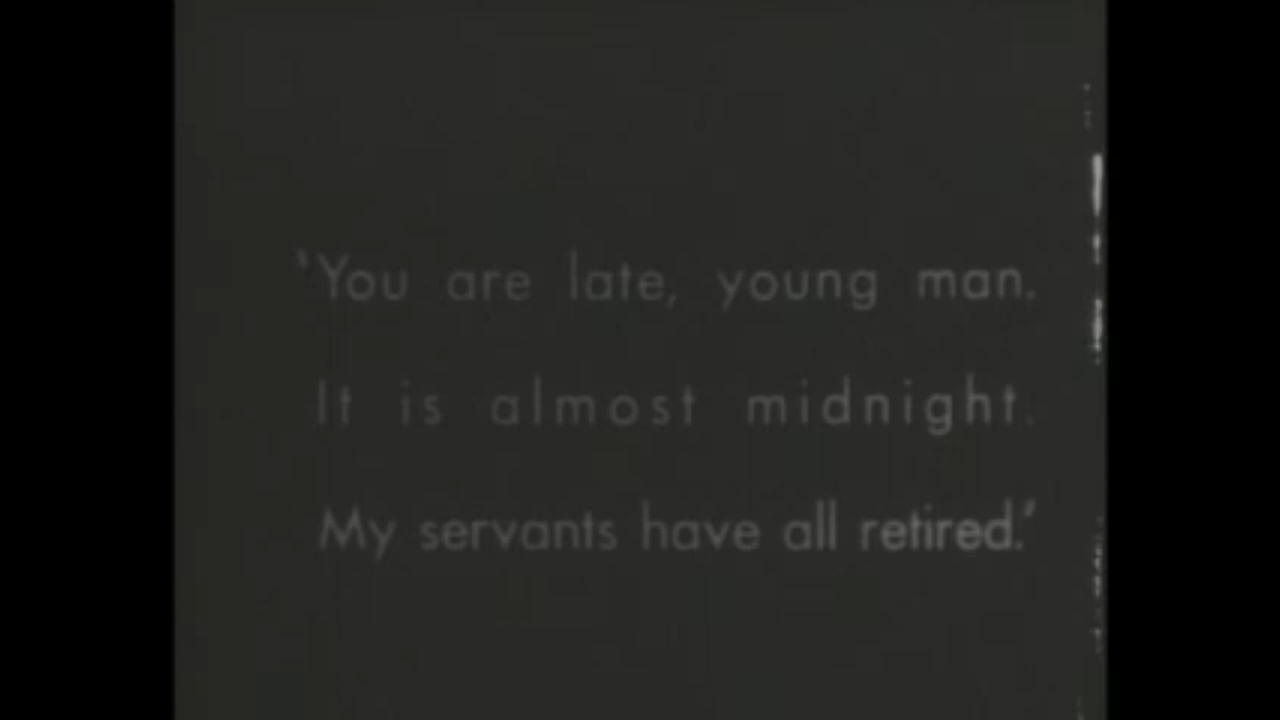 'You are late, young man.
It is almost midnight.
My servants have all retired.'